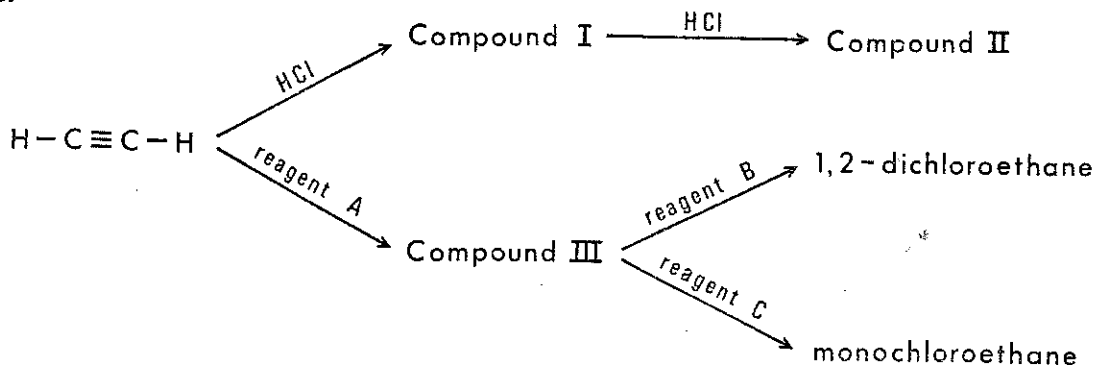 Compound I
HCl
Compound II
HCl
H-C≡C-H
reagent A
Compound III
reagent B
1,2-dichloroethane
reagent C
monochloroethane